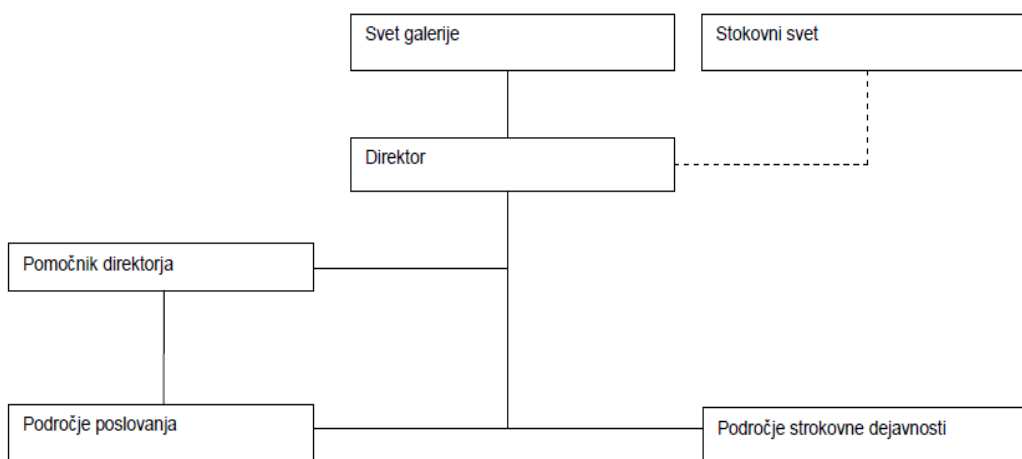 Svet galerije
Stokovni svet
Direktor
Pomočnik direktorja
Področje poslovanja
Področje strokovne dejavnosti